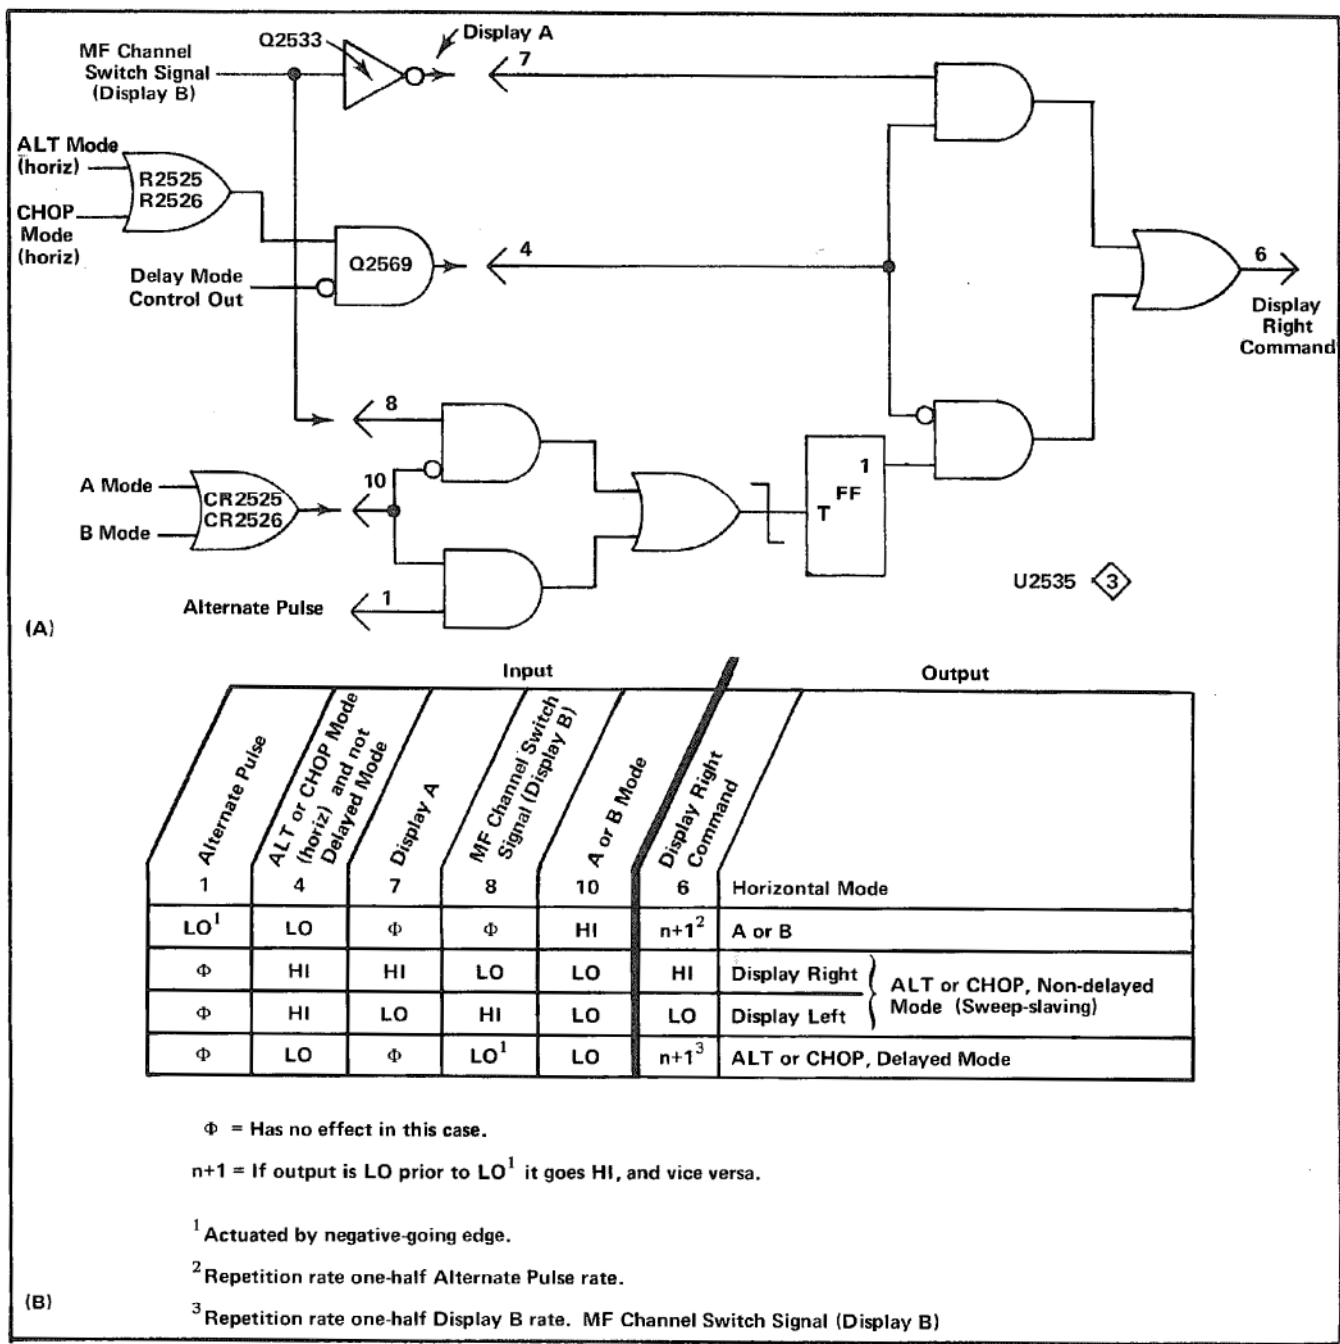 Q2533
Display A
MF Channel
Switch Signal
(Display B)
7
ALT Mode
(horiz)
R2525
R2526
CHOP
Mode
(horiz)
Q2569
4
Delay Mode
Control Out
6
Display
Right
Command
8
A Mode
B Mode
CR2525
CR2526
10
1
FF
T
U2535
3
Alternate Pulse
1
(A)
Input
Output
Alternate Pulse
ALT or CHOP Mode
(horiz) and not
Delayed Mode
Display A
MF Channel Switch
Signal (Display B)
A or B Mode
Display Right
Command
1 4 7 8 10 6 Horizontal Mode
LO¹ LO Φ Φ HI n+1² A or B
Φ HI HI LO LO HI Display Right
ALT or CHOP, Non-delayed
Mode (Sweep-slaving)
Φ HI LO HI LO LO Display Left
Φ LO Φ LO¹ LO n+1³ ALT or CHOP, Delayed Mode
Φ = Has no effect in this case.
n+1 = If output is LO prior to LO¹ it goes HI, and vice versa.
¹ Actuated by negative-going edge.
² Repetition rate one-half Alternate Pulse rate.
³ Repetition rate one-half Display B rate. MF Channel Switch Signal (Display B)
(B)